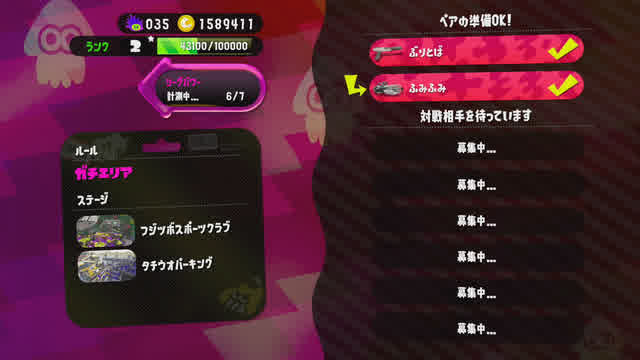 035 1589411
ランク 2 43100/100000
リーグパワー
計測中... 6/7
ルール
ガチエリア
ステージ
フジツボスポーツクラブ
タチウオパーキング
ペアの準備OK!
ぷりとば
ふみふみ
対戦相手を待っています
募集中...
募集中...
募集中...
募集中...
募集中...
募集中...